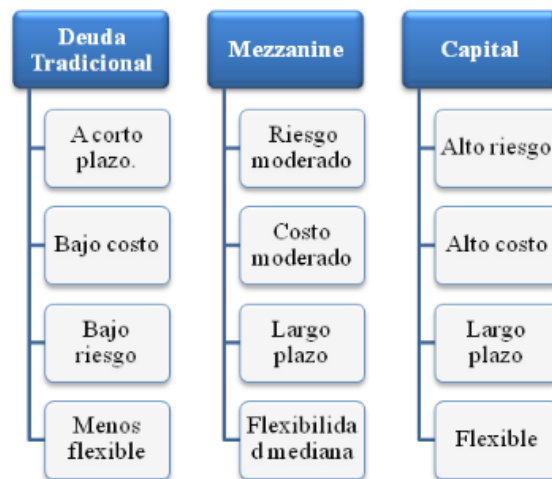 Deuda
Tradicional
A corto
plazo.
Bajo costo
Bajo
riesgo
Menos
flexible
Mezzanine
Riesgo
moderado
Costo
moderado
Largo
plazo
Flexibilida
d mediana
Capital
Alto riesgo
Alto costo
Largo
plazo
Flexible